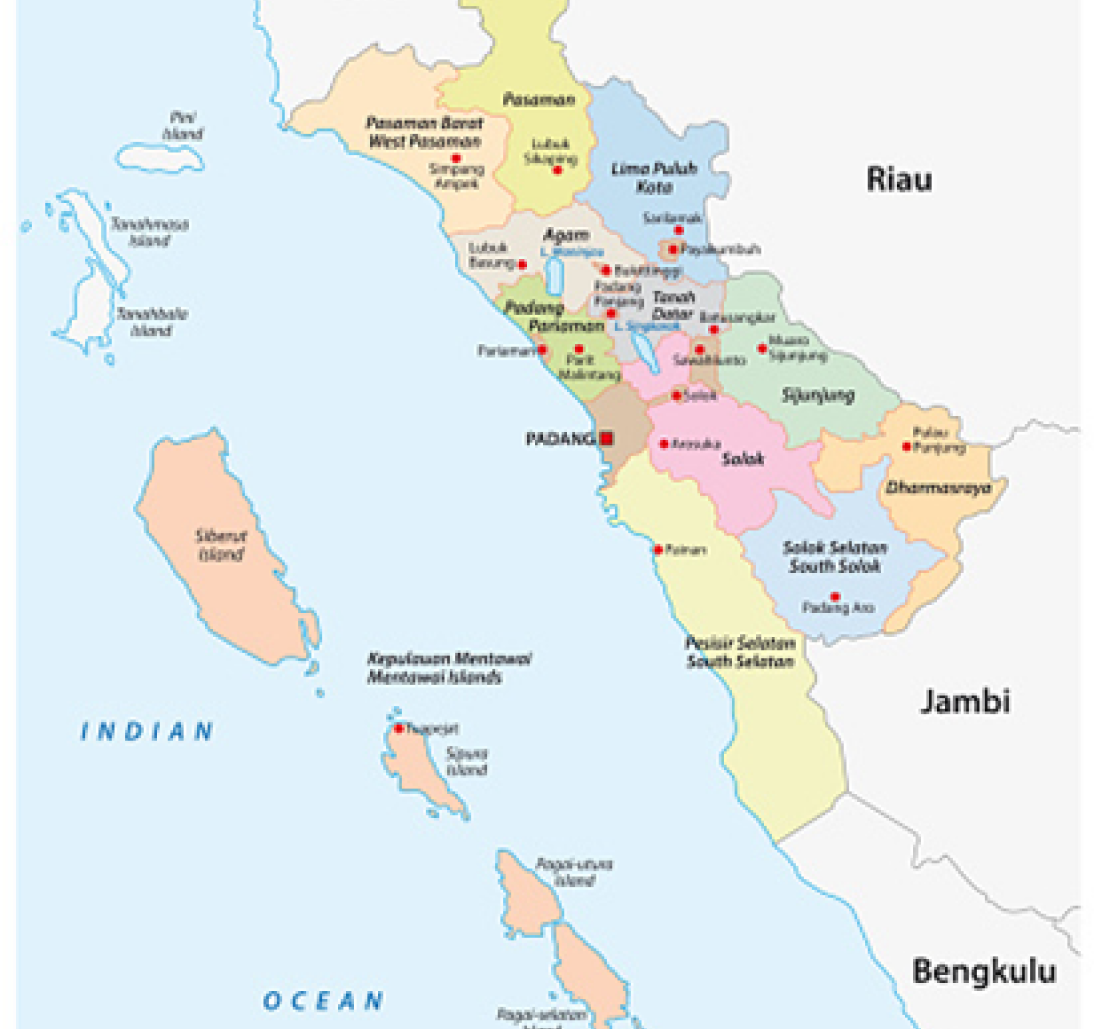 Pasaman
Pini
Island
Pasaman Barat
West Pasaman
Lubuk
Sikaping
Simpang
Ampek
Lima Puluh
Kota
Riau
Sarilamak
Payakumbuh
Tanahmasa
Island
Agam
L. Maninjau
Lubuk
Basung
Bukittinggi
Padang
Panjang
Tanah
Datar
Batusangkar
Padang
Pariaman
L. Singkarak
Tanahbala
Island
Pariaman
Parit
Malintang
Sawahlunto
Muaro
Sijunjung
Sijunjung
Solok
PADANG
Arosuka
Solok
Pulau
Punjung
Dharmasraya
Siberut
Island
Painan
Solok Selatan
South Solok
Padang Aro
Pesisir Selatan
South Selatan
Kepulauan Mentawai
Mentawai Islands
Jambi
INDIAN
Tuapejat
Sipura
Island
Pagai-utura
Island
Bengkulu
OCEAN
Pagai-selatan
Island